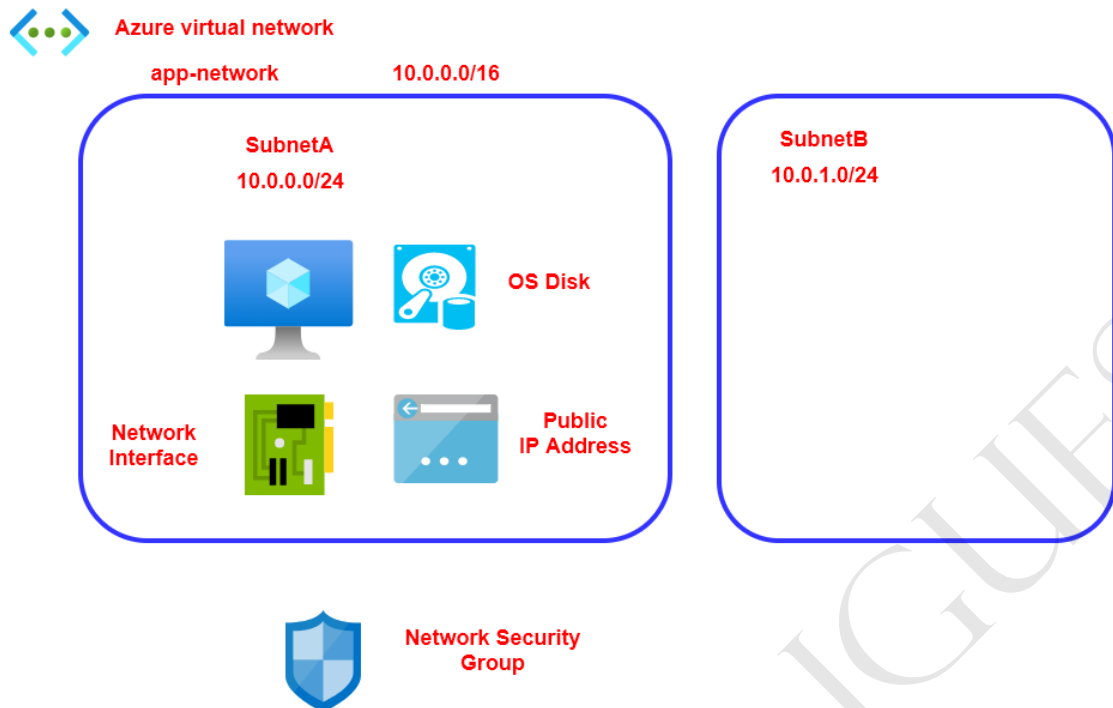 Azure virtual network
app-network 10.0.0.0/16
SubnetA
10.0.0.0/24
SubnetB
10.0.1.0/24
OS Disk
Network
Interface
Public
IP Address
Network Security
Group